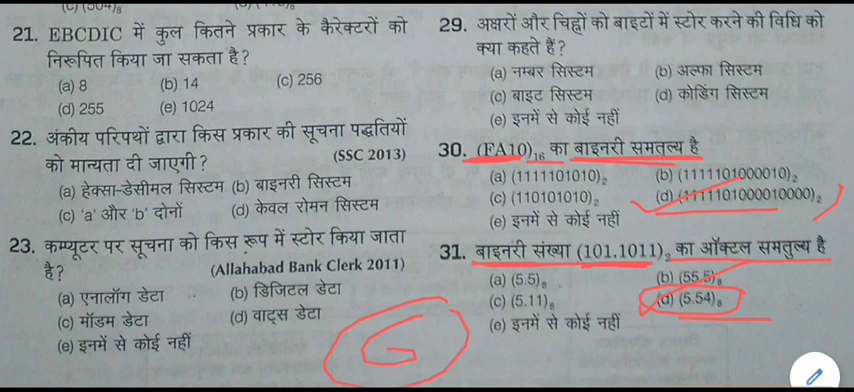 21. EBCDIC में कुल कितने प्रकार के कैरेक्टरों को
निरूपित किया जा सकता है?
(a) 8 (b) 14 (c) 256
(d) 255 (e) 1024
22. अंकीय परिपथों द्वारा किस प्रकार की सूचना पद्धतियों
को मान्यता दी जाएगी? (SSC 2013)
(a) हेक्सा-डेसीमल सिस्टम (b) बाइनरी सिस्टम
(c) 'a' और 'b' दोनों (d) केवल रोमन सिस्टम
23. कम्प्यूटर पर सूचना को किस रूप में स्टोर किया जाता
है? (Allahabad Bank Clerk 2011)
(a) एनालॉग डेटा (b) डिजिटल डेटा
(c) मॉडम डेटा (d) वाट्स डेटा
(e) इनमें से कोई नहीं
29. अक्षरों और चिह्नों को बाइटों में स्टोर करने की विधि को
क्या कहते हैं?
(a) नम्बर सिस्टम (b) अल्फा सिस्टम
(c) बाइट सिस्टम (d) कोडिंग सिस्टम
(e) इनमें से कोई नहीं
30. (FA10)₁₆ का बाइनरी समतल्य है
(a) (1111101010)₂ (b) (1111101000010)₂
(c) (110101010)₂ (d) (1111101000010000)₂
(e) इनमें से कोई नहीं
31. बाइनरी संख्या (101.1011)₂ का ऑक्टल समतुल्य है
(a) (5.5)₈ (b) (55.5)₈
(c) (5.11)₈ (d) (5.54)₈
(e) इनमें से कोई नहीं